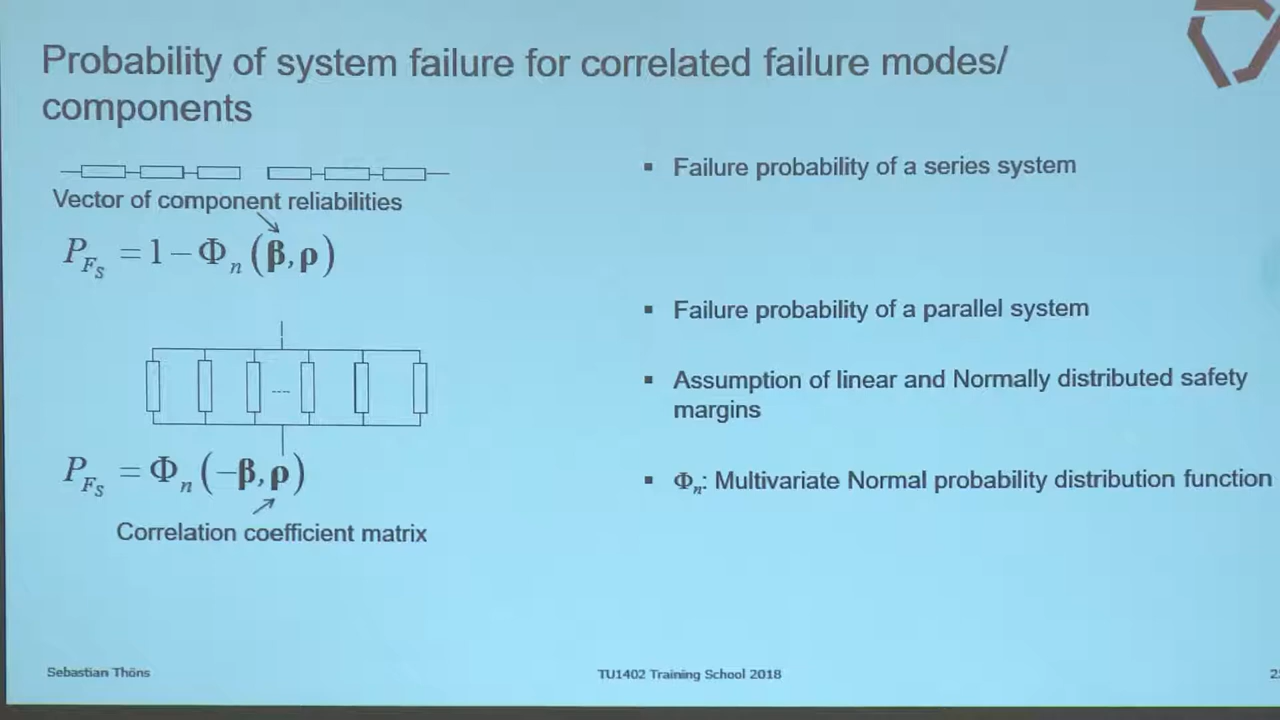 Probability of system failure for correlated failure modes/
components
Vector of component reliabilities
P_{F_S} = 1 − Φ_n (β, ρ)
P_{F_S} = Φ_n (−β, ρ)
Correlation coefficient matrix
▪ Failure probability of a series system
▪ Failure probability of a parallel system
▪ Assumption of linear and Normally distributed safety
margins
▪ Φ_n: Multivariate Normal probability distribution function
Sebastian Thöns
TU1402 Training School 2018